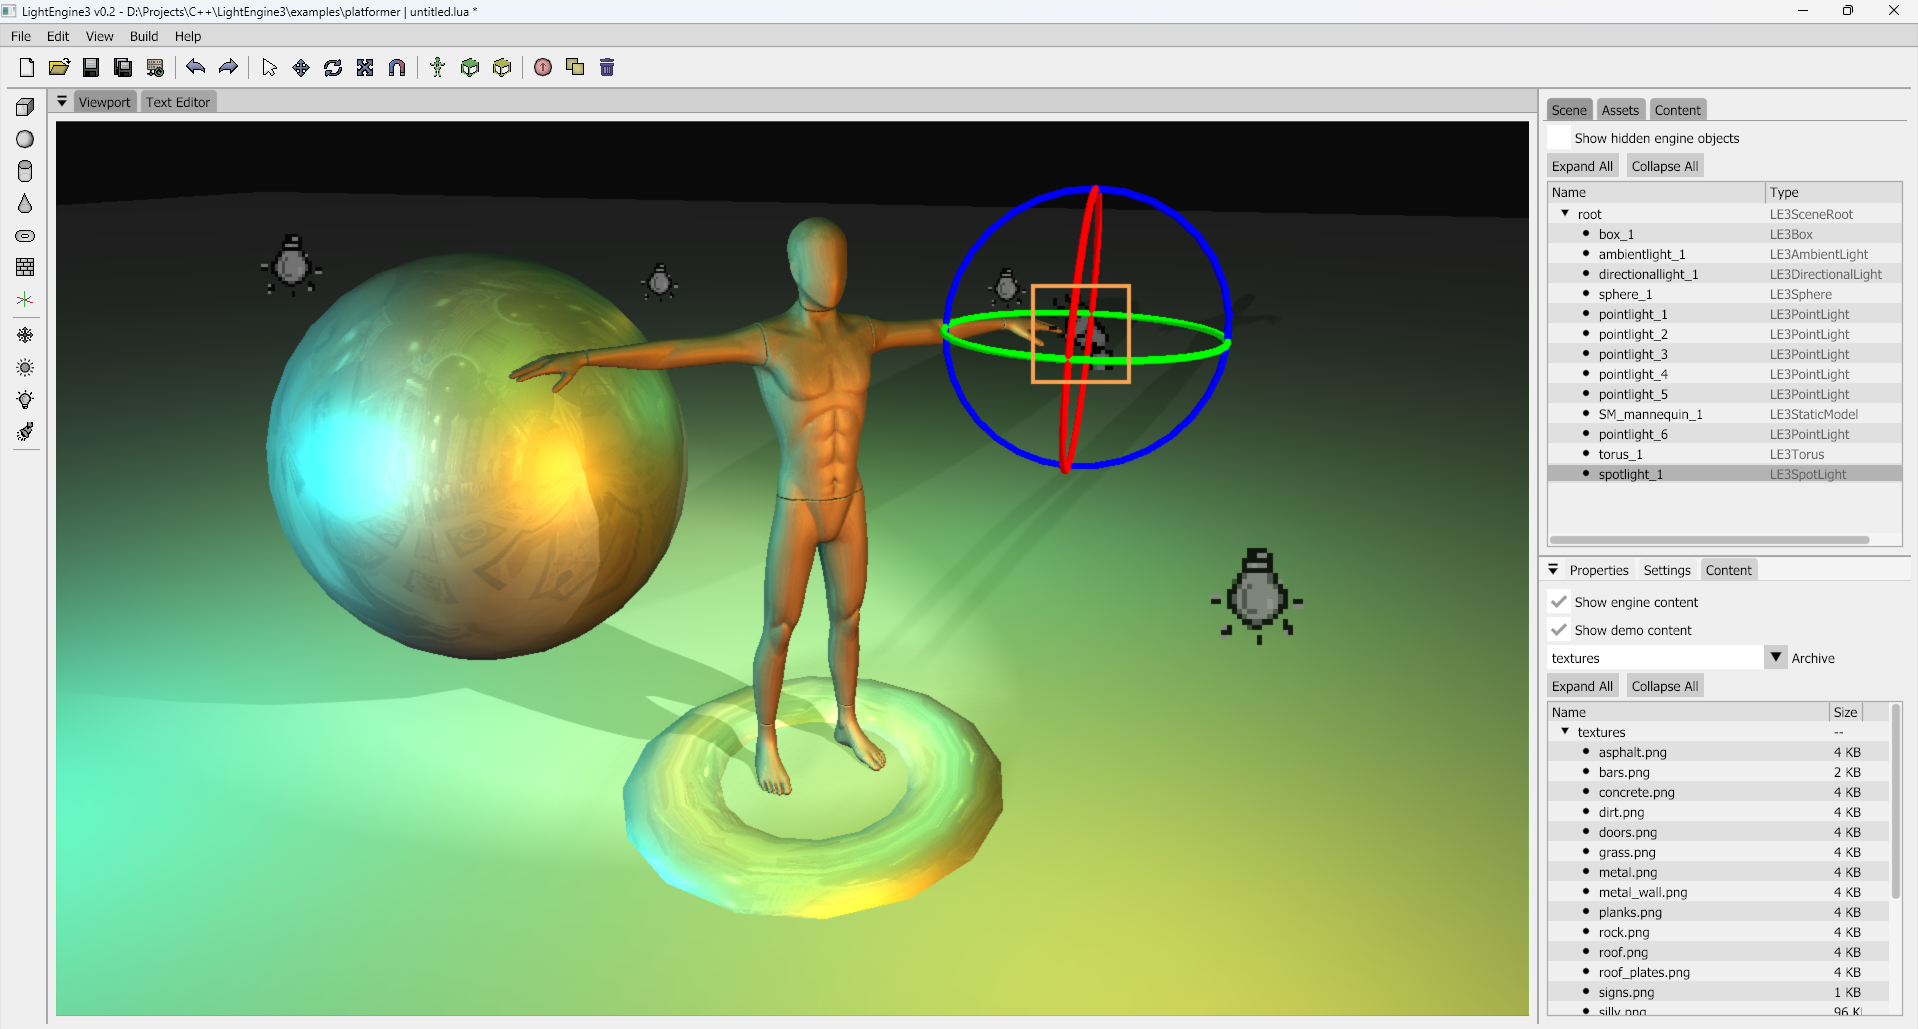 LightEngine3 v0.2 - D:\Projects\C++\LightEngine3\examples\platformer | untitled.lua *
File Edit View Build Help
Viewport Text Editor
Scene Assets Content
Show hidden engine objects
Expand All Collapse All
Name Type
root LE3SceneRoot
box_1 LE3Box
ambientlight_1 LE3AmbientLight
directionallight_1 LE3DirectionalLight
sphere_1 LE3Sphere
pointlight_1 LE3PointLight
pointlight_2 LE3PointLight
pointlight_3 LE3PointLight
pointlight_4 LE3PointLight
pointlight_5 LE3PointLight
SM_mannequin_1 LE3StaticModel
pointlight_6 LE3PointLight
torus_1 LE3Torus
spotlight_1 LE3SpotLight
Properties Settings Content
Show engine content
Show demo content
textures Archive
Expand All Collapse All
Name Size
textures --
asphalt.png 4 KB
bars.png 2 KB
concrete.png 4 KB
dirt.png 4 KB
doors.png 4 KB
grass.png 4 KB
metal.png 4 KB
metal_wall.png 4 KB
planks.png 4 KB
rock.png 4 KB
roof.png 4 KB
roof_plates.png 4 KB
signs.png 1 KB
silly.png 96 K